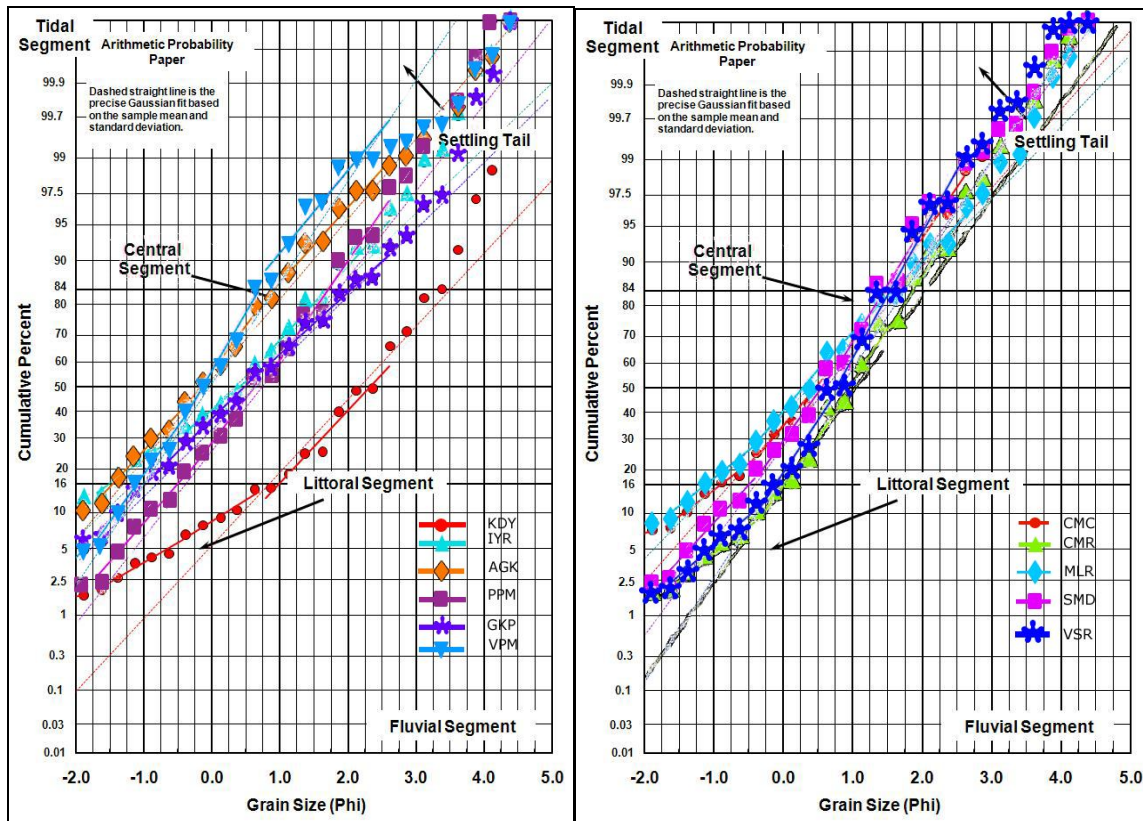 Tidal
Segment
Arithmetic Probability
Paper
Dashed straight line is the
precise Gaussian fit based
on the sample mean and
standard deviation.
Settling Tail
Central
Segment
Littoral Segment
Fluvial Segment
KDY
IYR
AGK
PPM
GKP
VPM
Cumulative Percent
99.9
99.7
99
97.5
95
90
84
80
70
60
50
40
30
20
16
10
5
2.5
1
0.3
0.1
0.03
0.01
-2.0 -1.0 0.0 1.0 2.0 3.0 4.0 5.0
Grain Size (Phi)
Tidal
Segment
Arithmetic Probability
Paper
Dashed straight line is the
precise Gaussian fit based
on the sample mean and
standard deviation.
Settling Tail
Central
Segment
Littoral Segment
Fluvial Segment
CMC
CMR
MLR
SMD
VSR
Cumulative Percent
99.9
99.7
99
97.5
95
90
84
80
70
60
50
40
30
20
16
10
5
2.5
1
0.3
0.1
0.03
0.01
-2.0 -1.0 0.0 1.0 2.0 3.0 4.0 5.0
Grain Size (Phi)